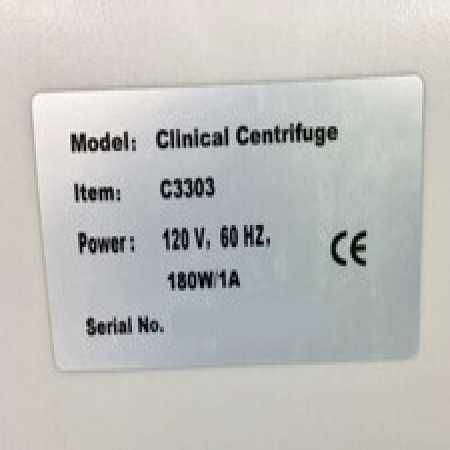 Model: Clinical Centrifuge
Item: C3303
Power: 120 V, 60 HZ,
180W/1A
CE
Serial No.